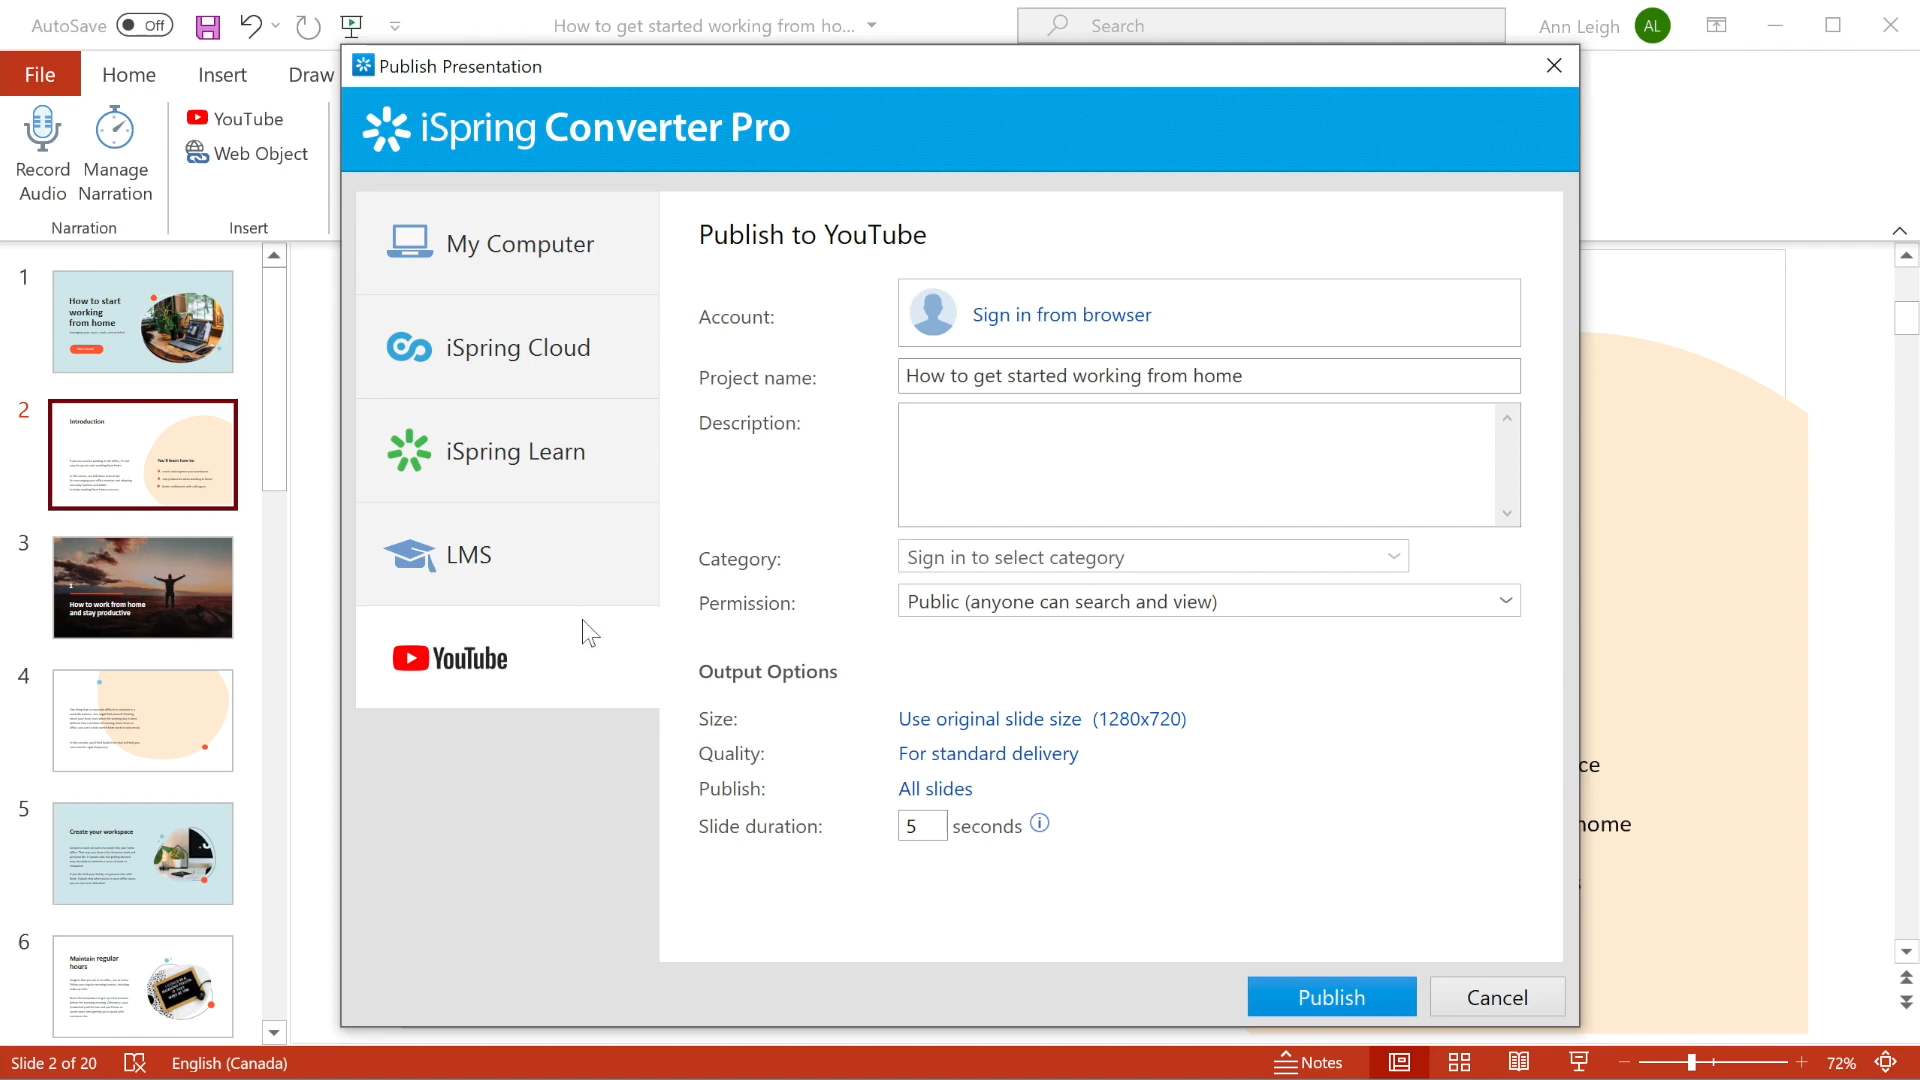 AutoSave Off
How to get started working from ho...
Search
Ann Leigh AL
File Home Insert Draw
Record Audio
Manage Narration
YouTube
Web Object
Narration
Insert
Publish Presentation
iSpring Converter Pro
My Computer
iSpring Cloud
iSpring Learn
LMS
YouTube
Publish to YouTube
Account: Sign in from browser
Project name: How to get started working from home
Description:
Category: Sign in to select category
Permission: Public (anyone can search and view)
Output Options
Size: Use original slide size (1280x720)
Quality: For standard delivery
Publish: All slides
Slide duration: 5 seconds
Publish Cancel
1
How to start
working
from home
2
Introduction
You'll learn how to:
3
How to work from home
and stay productive
4
5
Create your workspace
6
Maintain regular
hours
ce
home
Slide 2 of 20 English (Canada) Notes 72%